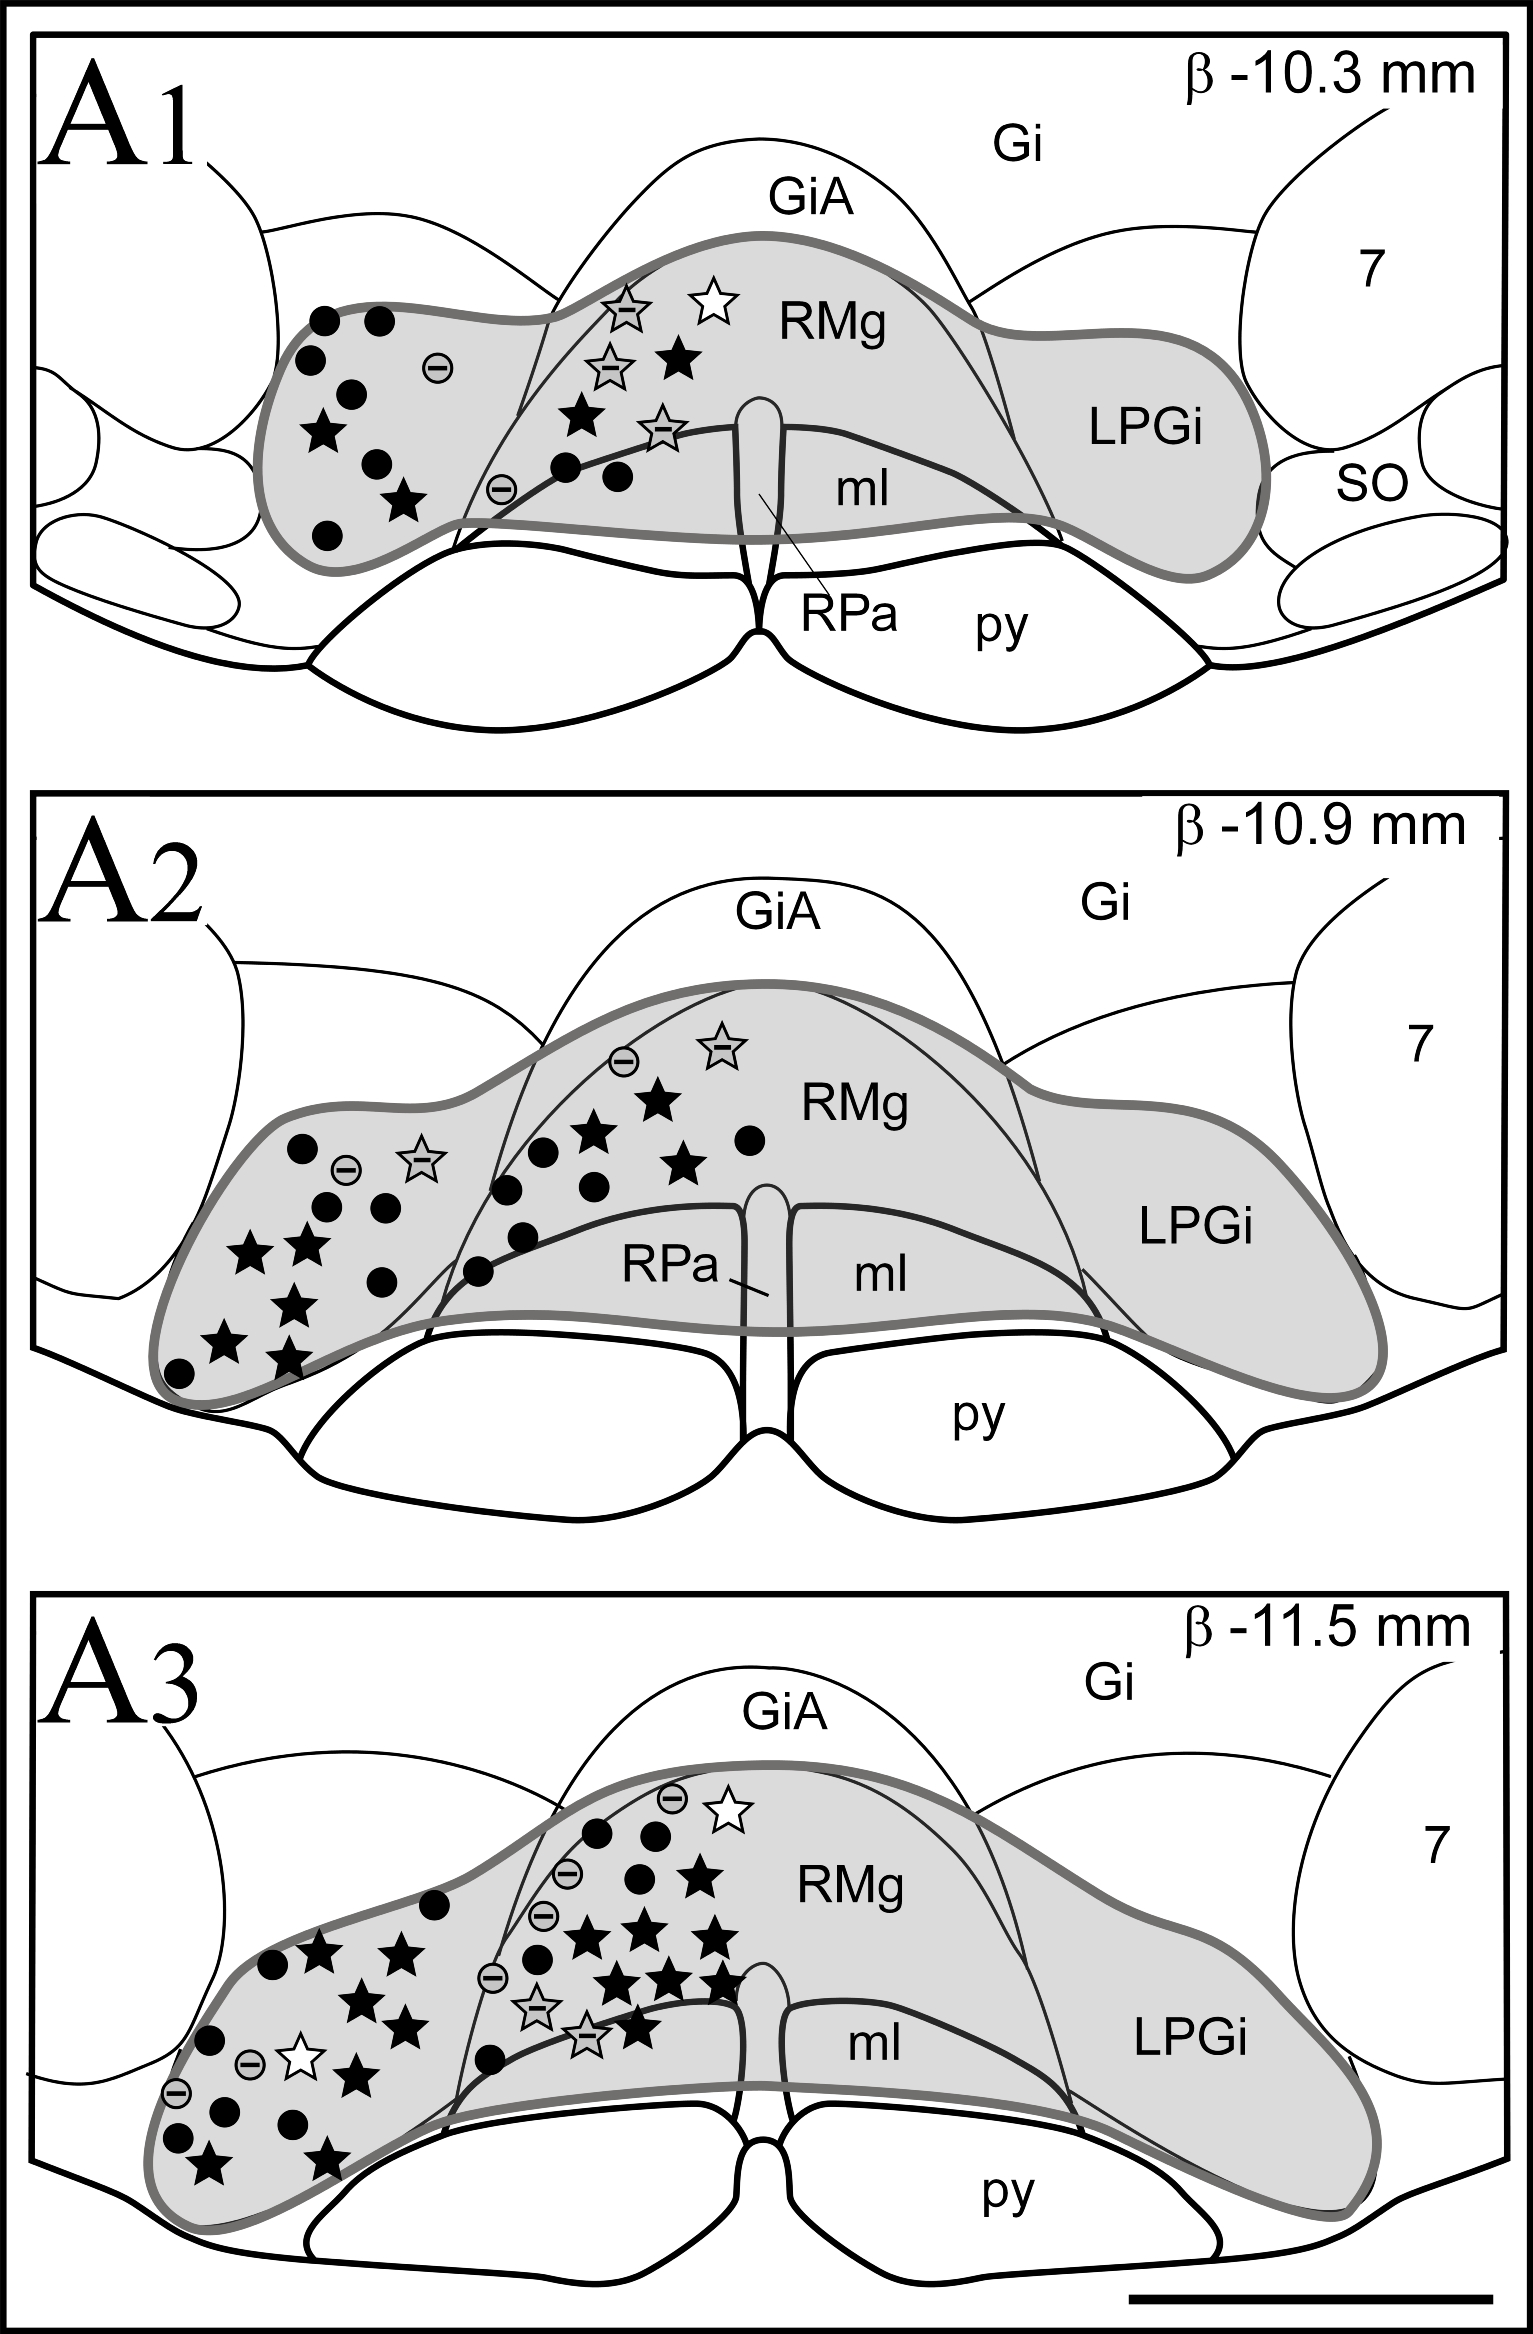 A1
β -10.3 mm
Gi
GiA
7
RMg
LPGi
ml
SO
RPa
py
A2
β -10.9 mm
GiA
Gi
7
RMg
LPGi
RPa
ml
py
A3
β -11.5 mm
Gi
GiA
7
RMg
LPGi
ml
py